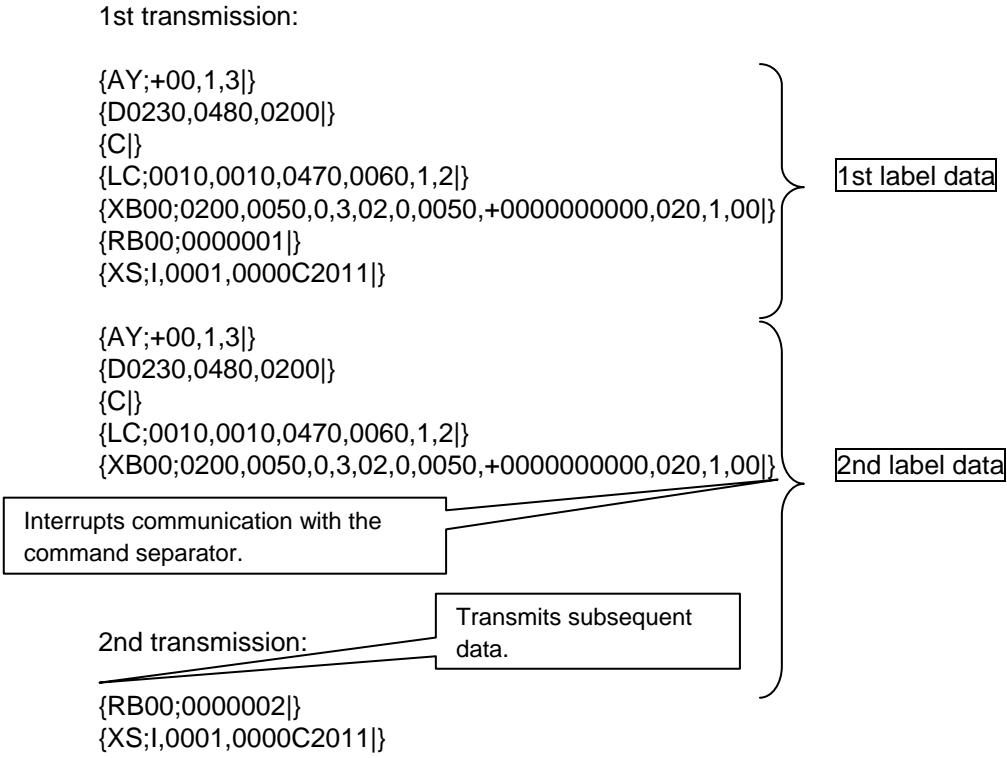 1st transmission:
{AY;+00,1,3|}
{D0230,0480,0200|}
{C|}
{LC;0010,0010,0470,0060,1,2|}
{XB00;0200,0050,0,3,02,0,0050,+0000000000,020,1,00|}
{RB00;0000001|}
{XS;I,0001,0000C2011|}
1st label data
{AY;+00,1,3|}
{D0230,0480,0200|}
{C|}
{LC;0010,0010,0470,0060,1,2|}
{XB00;0200,0050,0,3,02,0,0050,+0000000000,020,1,00|}
2nd label data
Interrupts communication with the
command separator.
2nd transmission:
Transmits subsequent
data.
{RB00;0000002|}
{XS;I,0001,0000C2011|}